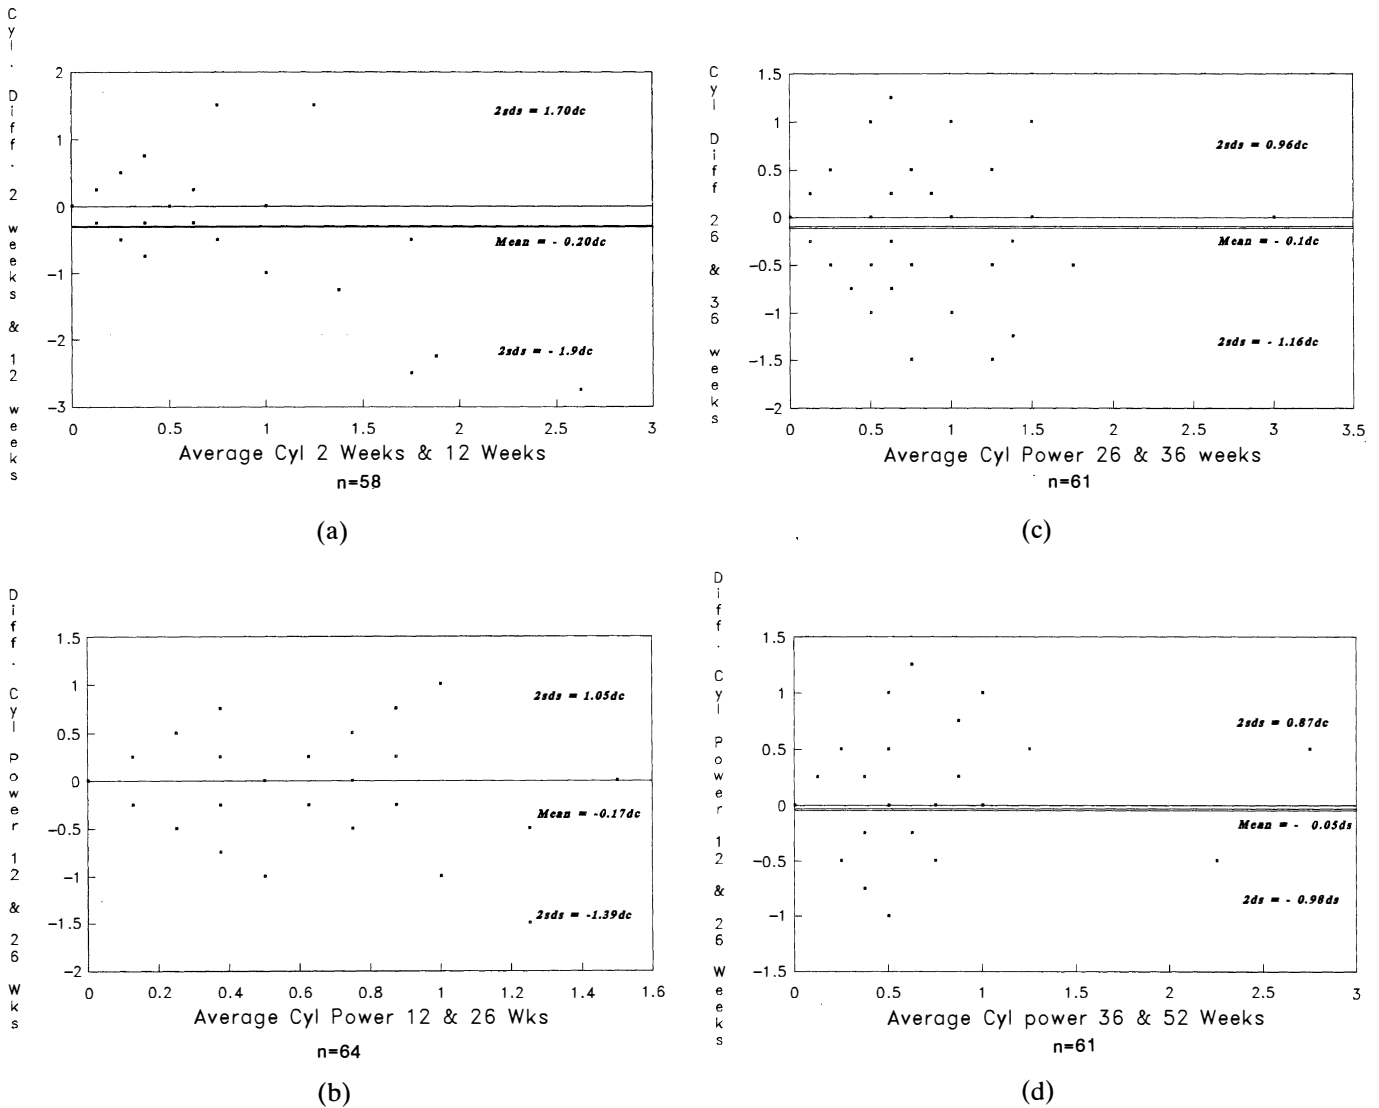 Cyl. Diff. 2 weeks & 12 weeks
2
1
0
−1
−2
−3
2sds = 1.70dc
Mean = - 0.20dc
2sds = - 1.9dc
0 0.5 1 1.5 2 2.5 3
Average Cyl 2 Weeks & 12 Weeks
n=58
(a)
Cyl Diff 26 & 36 weeks
1.5
1
0.5
0
−0.5
−1
−1.5
−2
2sds = 0.96dc
Mean = - 0.1dc
2sds = - 1.16dc
0 0.5 1 1.5 2 2.5 3 3.5
Average Cyl Power 26 & 36 weeks
n=61
(c)
Diff. Cyl Power 12 & 26 Wks
1.5
1
0.5
0
−0.5
−1
−1.5
−2
2sds = 1.05dc
Mean = -0.17dc
2sds = -1.39dc
0 0.2 0.4 0.6 0.8 1 1.2 1.4 1.6
Average Cyl Power 12 & 26 Wks
n=64
(b)
Diff. Cyl Power 126 & 26 Weeks
1.5
1
0.5
0
−0.5
−1
−1.5
2sds = 0.87dc
Mean = - 0.05ds
2ds = - 0.98ds
0 0.5 1 1.5 2 2.5 3
Average Cyl power 36 & 52 Weeks
n=61
(d)